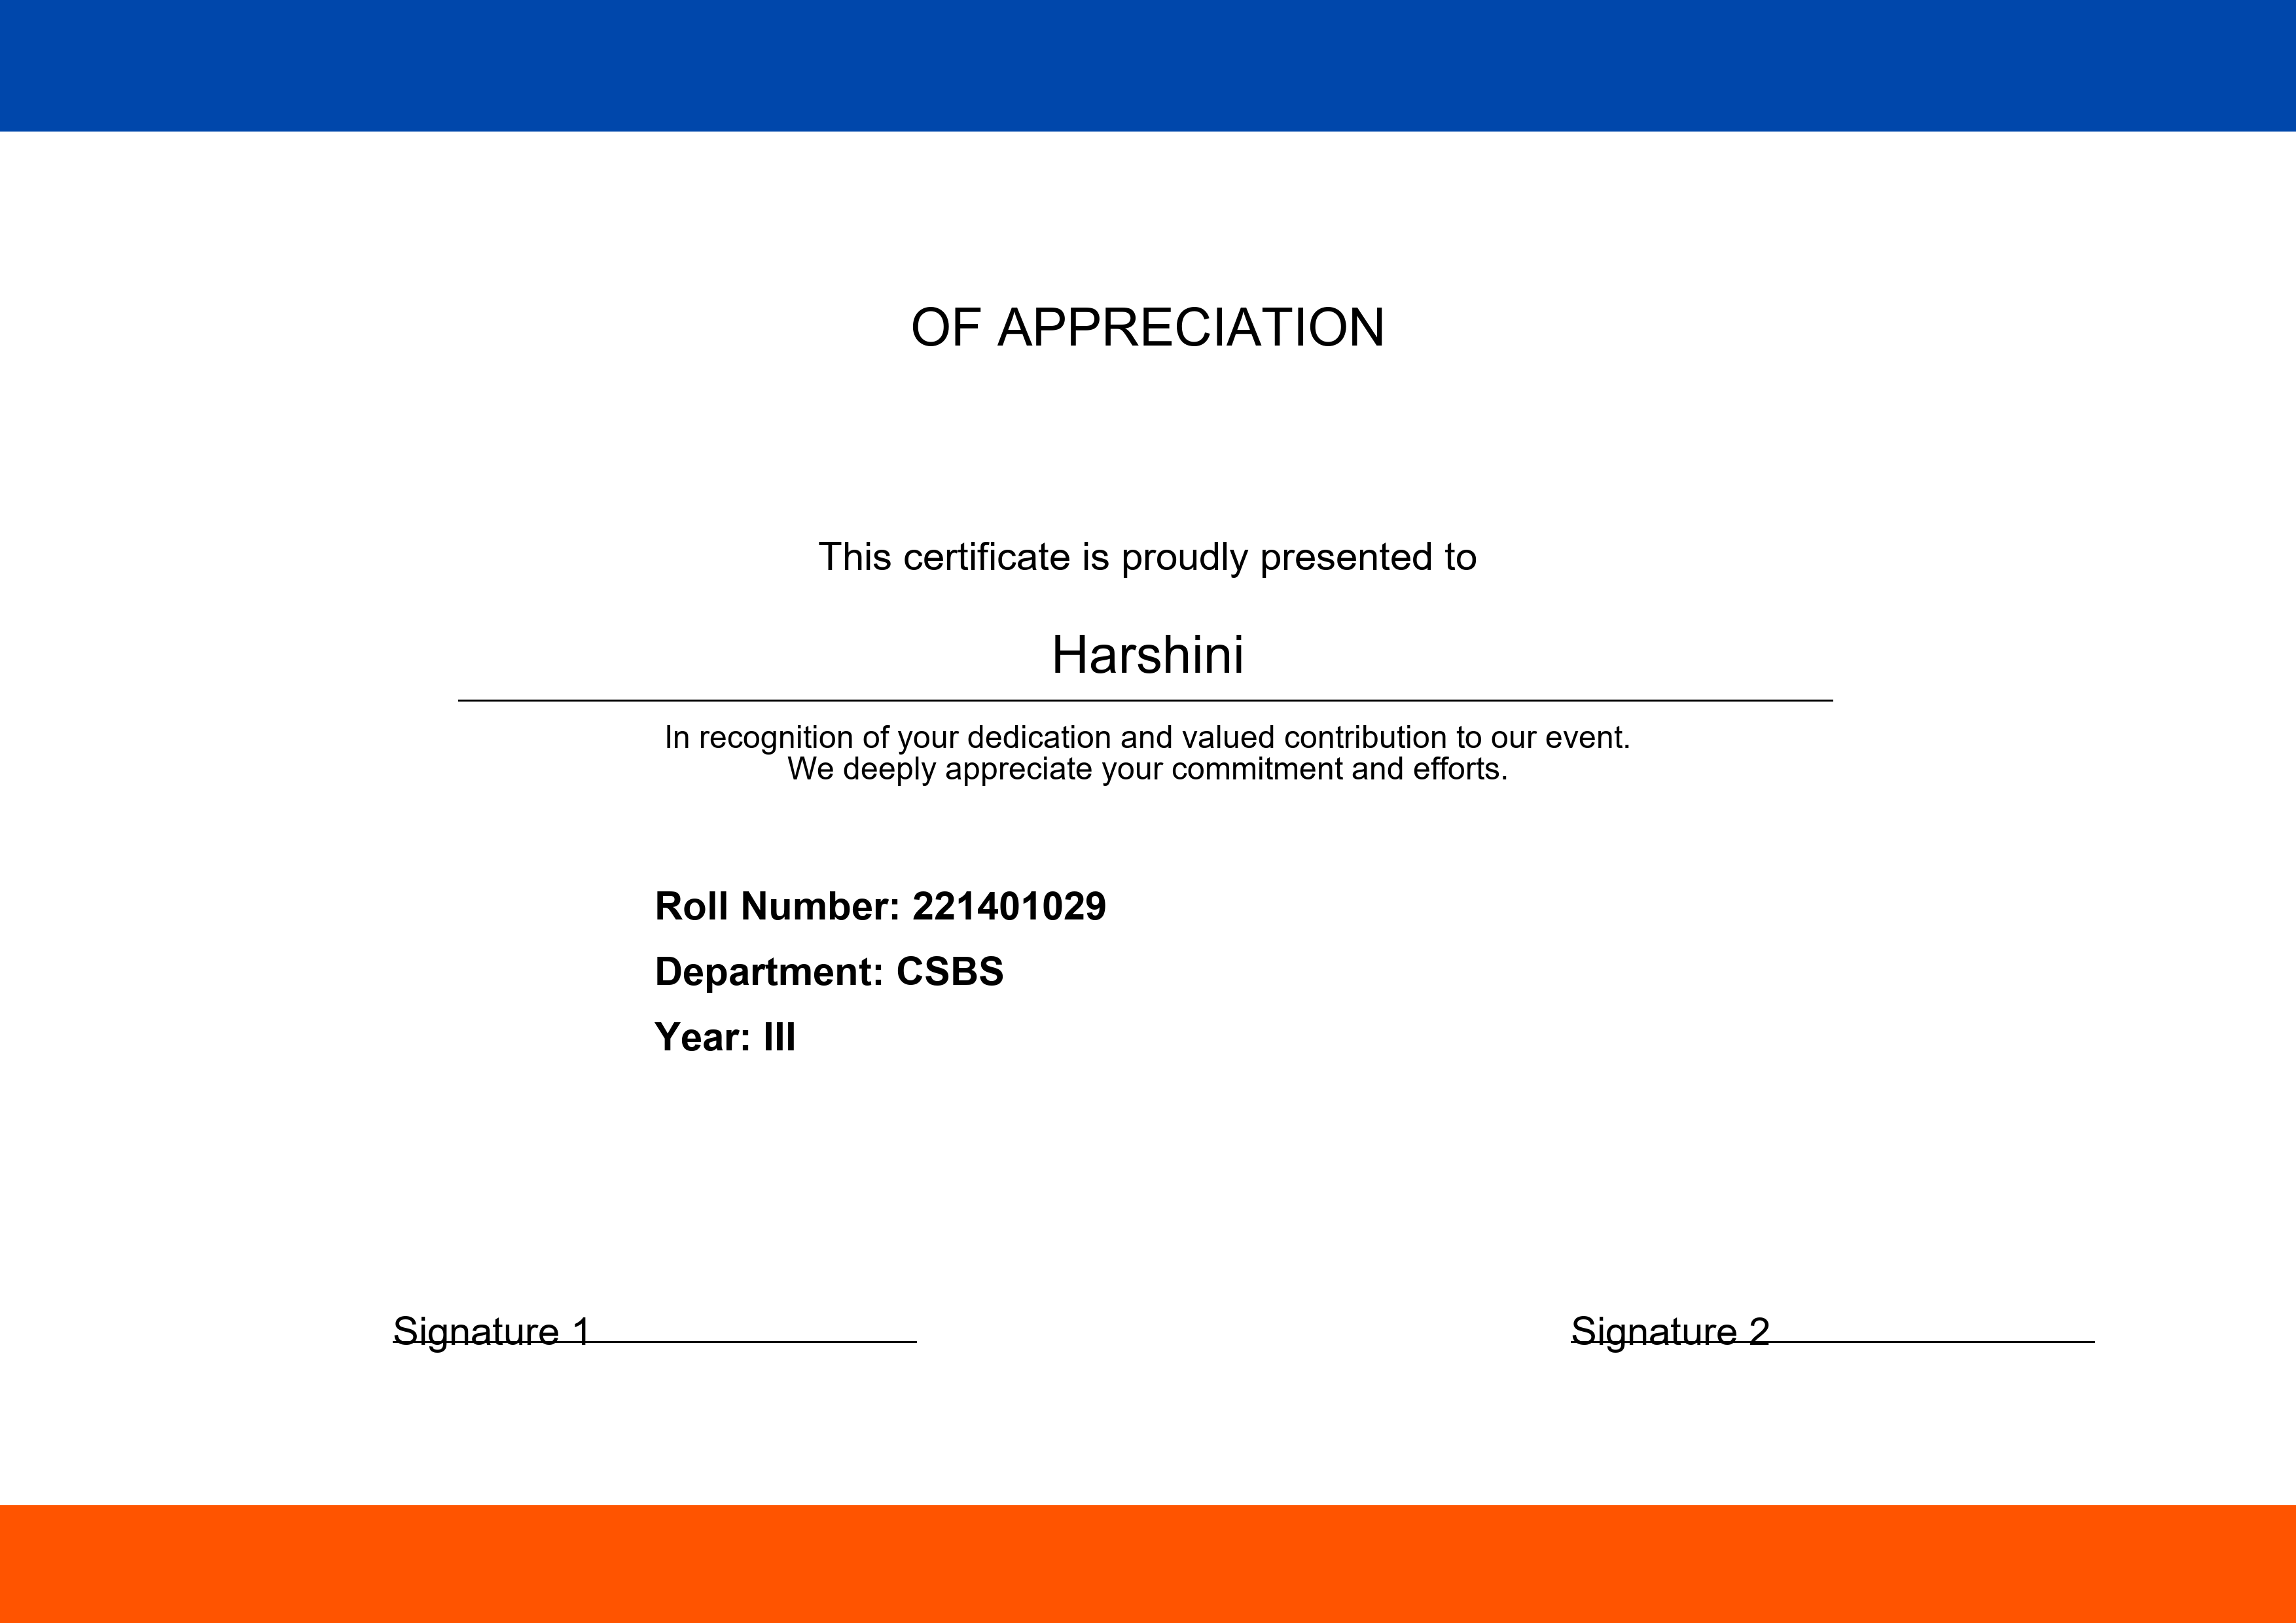 OF APPRECIATION
This certificate is proudly presented to
Harshini
In recognition of your dedication and valued contribution to our event.
We deeply appreciate your commitment and efforts.
Roll Number: 221401029
Department: CSBS
Year: III
Signature 1
Signature 2